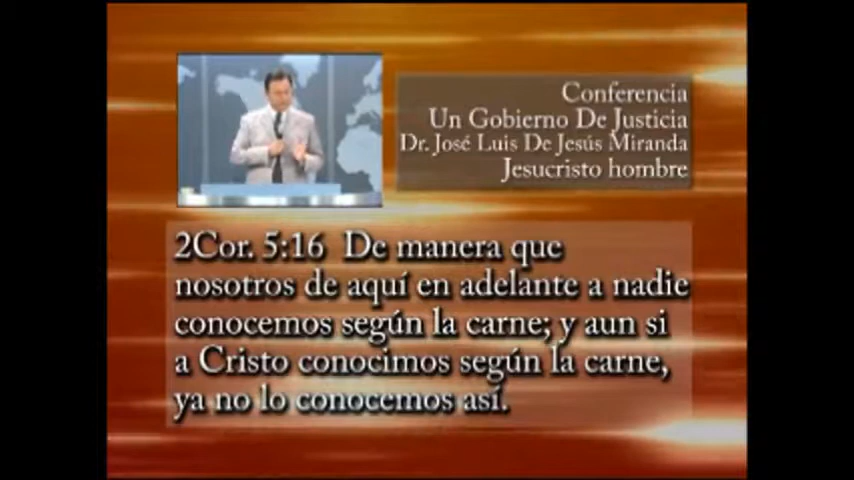 Conferencia
Un Gobierno De Justicia
Dr. José Luis De Jesús Miranda
Jesucristo hombre
2Cor. 5:16 De manera que
nosotros de aquí en adelante a nadie
conocemos según la carne; y aun si
a Cristo conocimos según la carne,
ya no lo conocemos así.